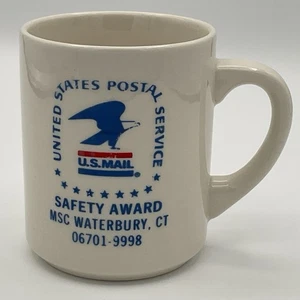 UNITED STATES POSTAL SERVICE
U.S.MAIL
SAFETY AWARD
MSC WATERBURY, CT
06701-9998